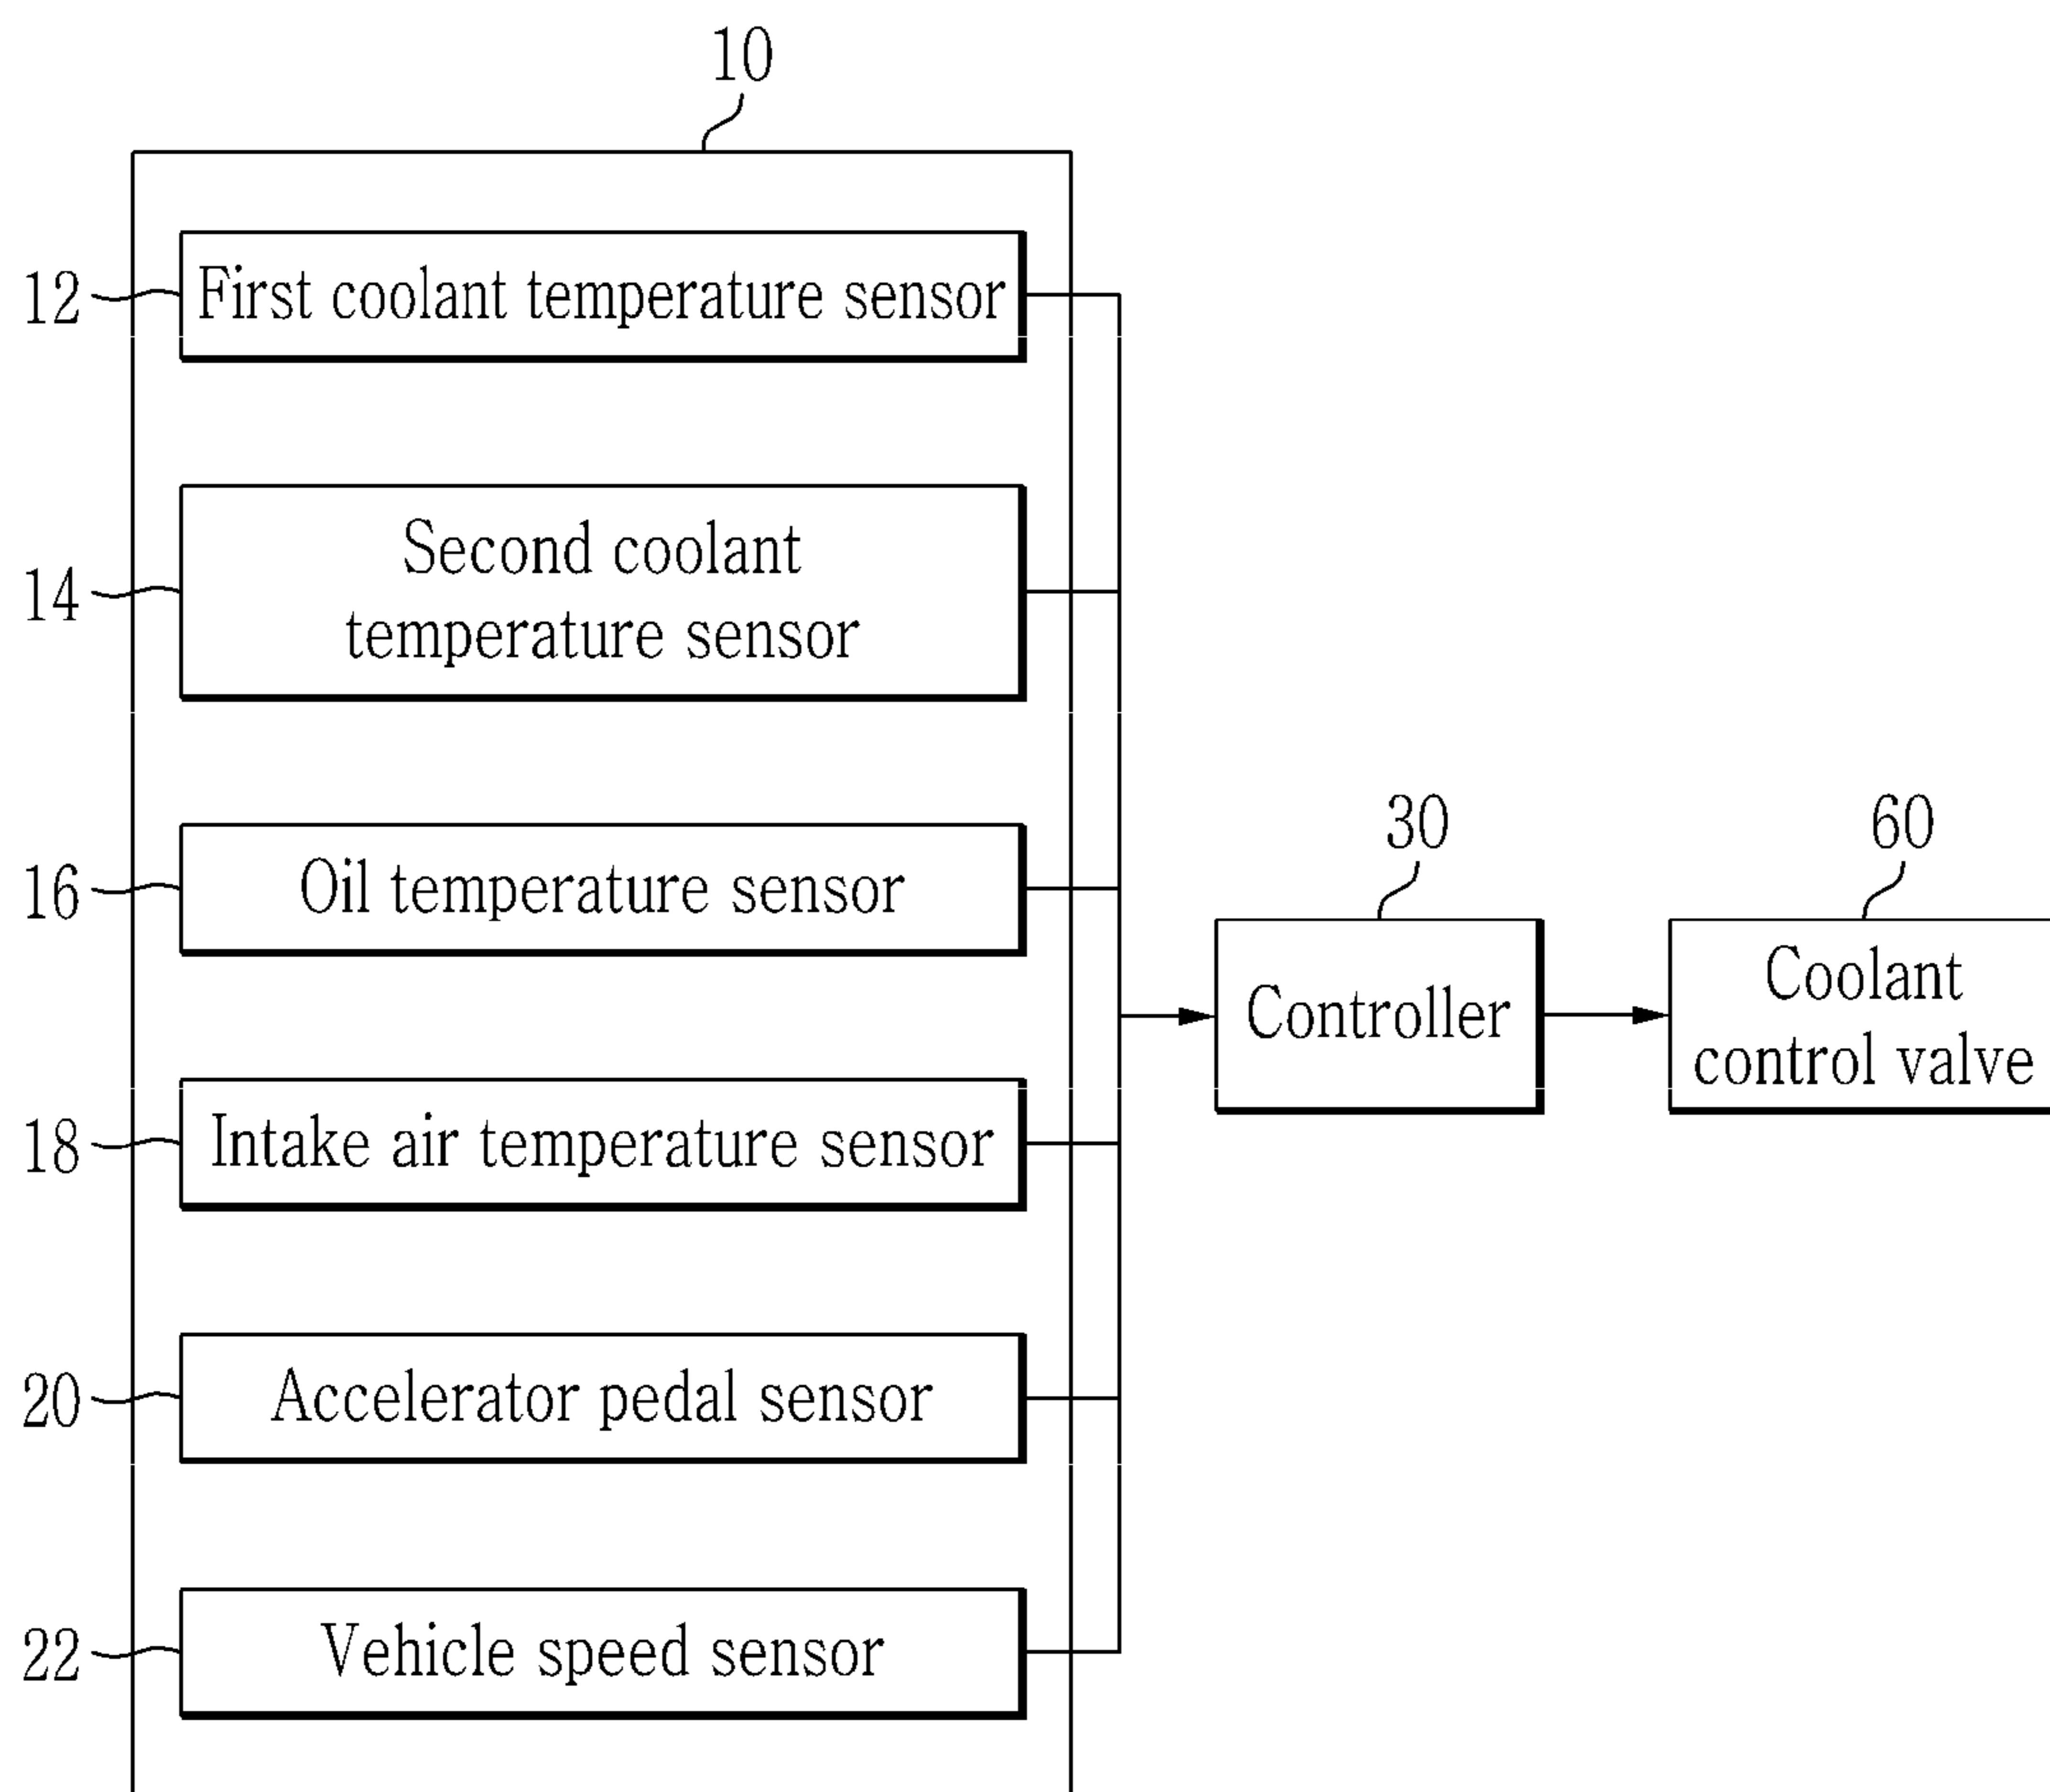 10
12
First coolant temperature sensor
14
Second coolant
temperature sensor
16
Oil temperature sensor
30
60
Controller
Coolant
control valve
18
Intake air temperature sensor
20
Accelerator pedal sensor
22
Vehicle speed sensor